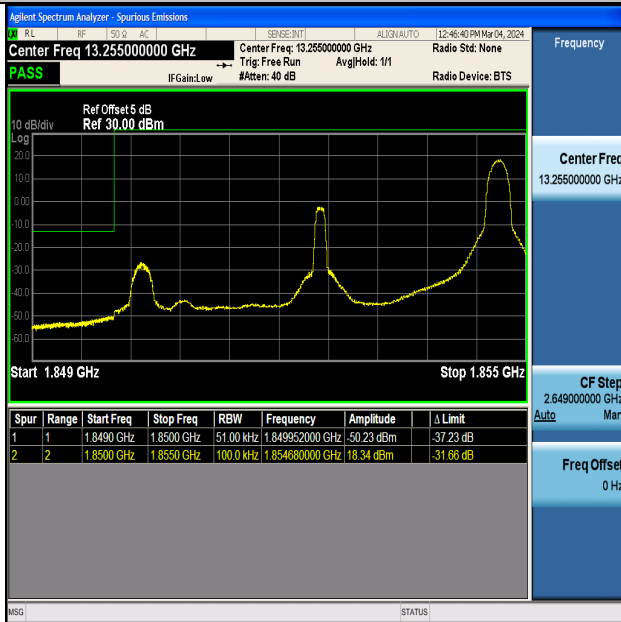 Agilent Spectrum Analyzer - Spurious Emissions
RL RF 50 Ω AC SENSE:INT ALIGNAUTO 12:46:40 PM Mar 04, 2024
Center Freq 13.255000000 GHz
Center Freq: 13.255000000 GHz
Radio Std: None
Trig: Free Run Avg|Hold: 1/1
PASS
IFGain:Low
#Atten: 40 dB
Radio Device: BTS
Frequency
Ref Offset 5 dB
10 dB/div Ref 30.00 dBm
Log
20.0
10.0
0.00
-10.0
-20.0
-30.0
-40.0
-50.0
-60.0
Start 1.849 GHz Stop 1.855 GHz
Center Freq
13.255000000 GHz
CF Step
2.649000000 GHz
Auto Man
Freq Offset
0 Hz
Spur Range Start Freq Stop Freq RBW Frequency Amplitude Δ Limit
1 1 1.8490 GHz 1.8500 GHz 51.00 kHz 1.849952000 GHz -50.23 dBm -37.23 dB
2 2 1.8500 GHz 1.8550 GHz 100.0 kHz 1.854680000 GHz 18.34 dBm -31.66 dB
MSG STATUS